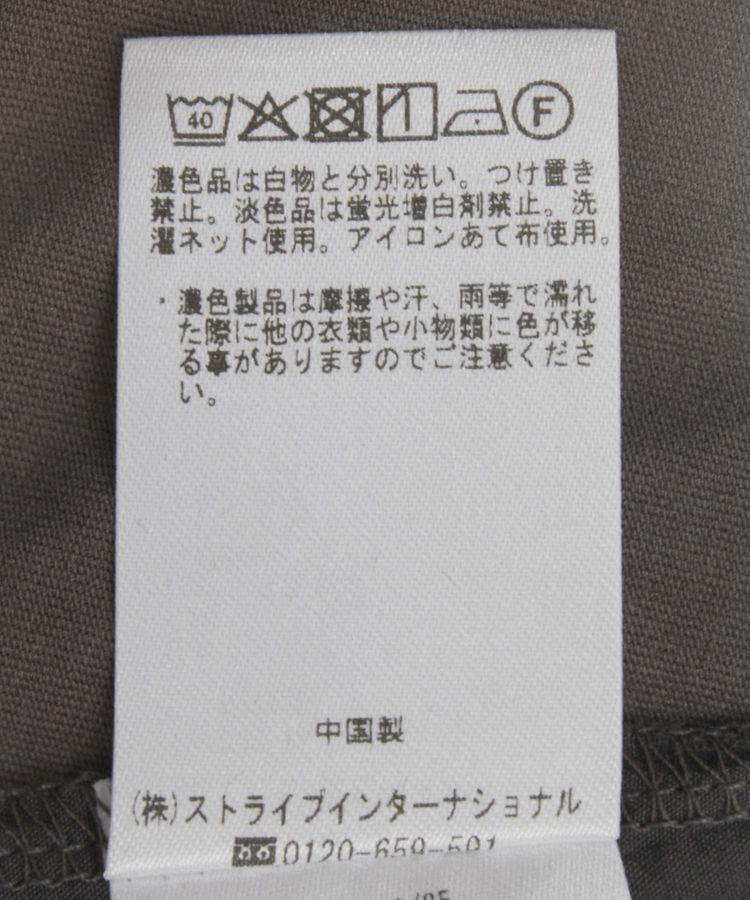 40 F
濃色品は白物と分別洗い。つけ置き
禁止。淡色品は蛍光増白剤禁止。洗
濯ネット使用。アイロンあて布使用。
・濃色製品は摩擦や汗、雨等で濡れ
た際に他の衣類や小物類に色が移
る事がありますのでご注意くださ
い。
中国製
(株)ストライプインターナショナル
0120-659-591